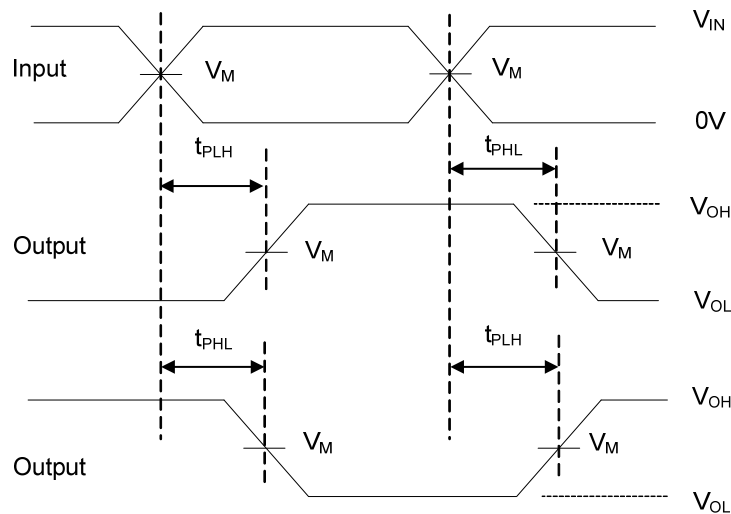 V_IN
Input V_M V_M
0V
t_PLH t_PHL
V_OH
Output V_M V_M
V_OL
t_PHL t_PLH
V_OH
V_M V_M
Output
V_OL